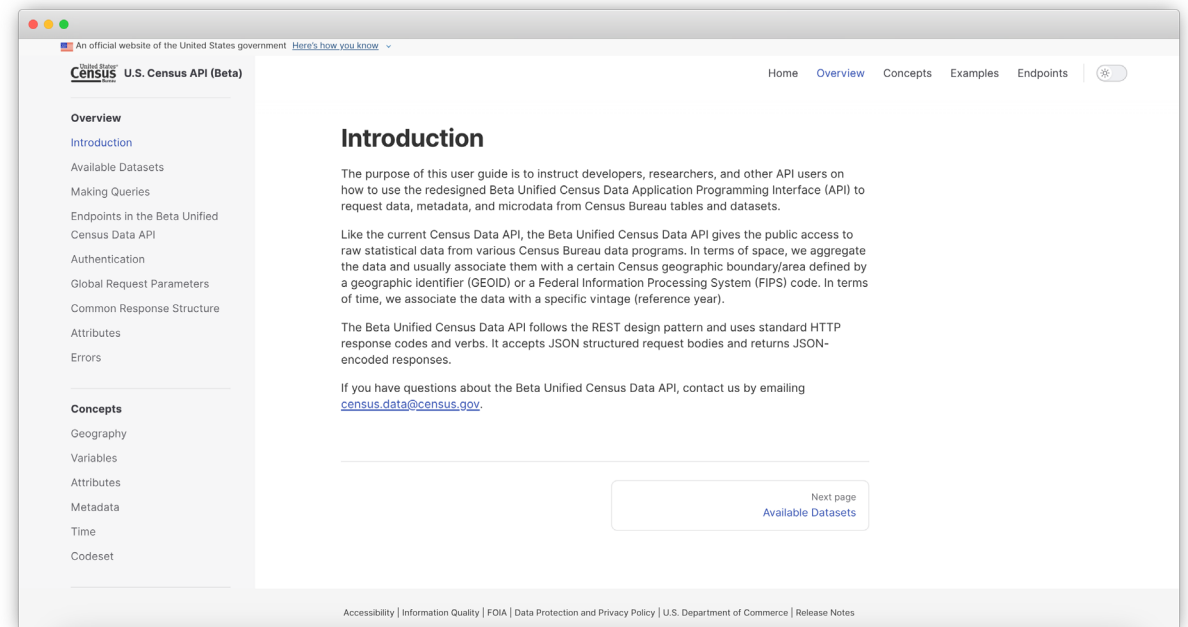 An official website of the United States government Here's how you know
United States®
Census
Bureau
U.S. Census API (Beta)
Home
Overview
Concepts
Examples
Endpoints
Overview
Introduction
Available Datasets
Making Queries
Endpoints in the Beta Unified
Census Data API
Authentication
Global Request Parameters
Common Response Structure
Attributes
Errors
Concepts
Geography
Variables
Attributes
Metadata
Time
Codeset
Introduction
The purpose of this user guide is to instruct developers, researchers, and other API users on
how to use the redesigned Beta Unified Census Data Application Programming Interface (API) to
request data, metadata, and microdata from Census Bureau tables and datasets.
Like the current Census Data API, the Beta Unified Census Data API gives the public access to
raw statistical data from various Census Bureau data programs. In terms of space, we aggregate
the data and usually associate them with a certain Census geographic boundary/area defined by
a geographic identifier (GEOID) or a Federal Information Processing System (FIPS) code. In terms
of time, we associate the data with a specific vintage (reference year).
The Beta Unified Census Data API follows the REST design pattern and uses standard HTTP
response codes and verbs. It accepts JSON structured request bodies and returns JSON-
encoded responses.
If you have questions about the Beta Unified Census Data API, contact us by emailing
census.data@census.gov.
Next page
Available Datasets
Accessibility | Information Quality | FOIA | Data Protection and Privacy Policy | U.S. Department of Commerce | Release Notes